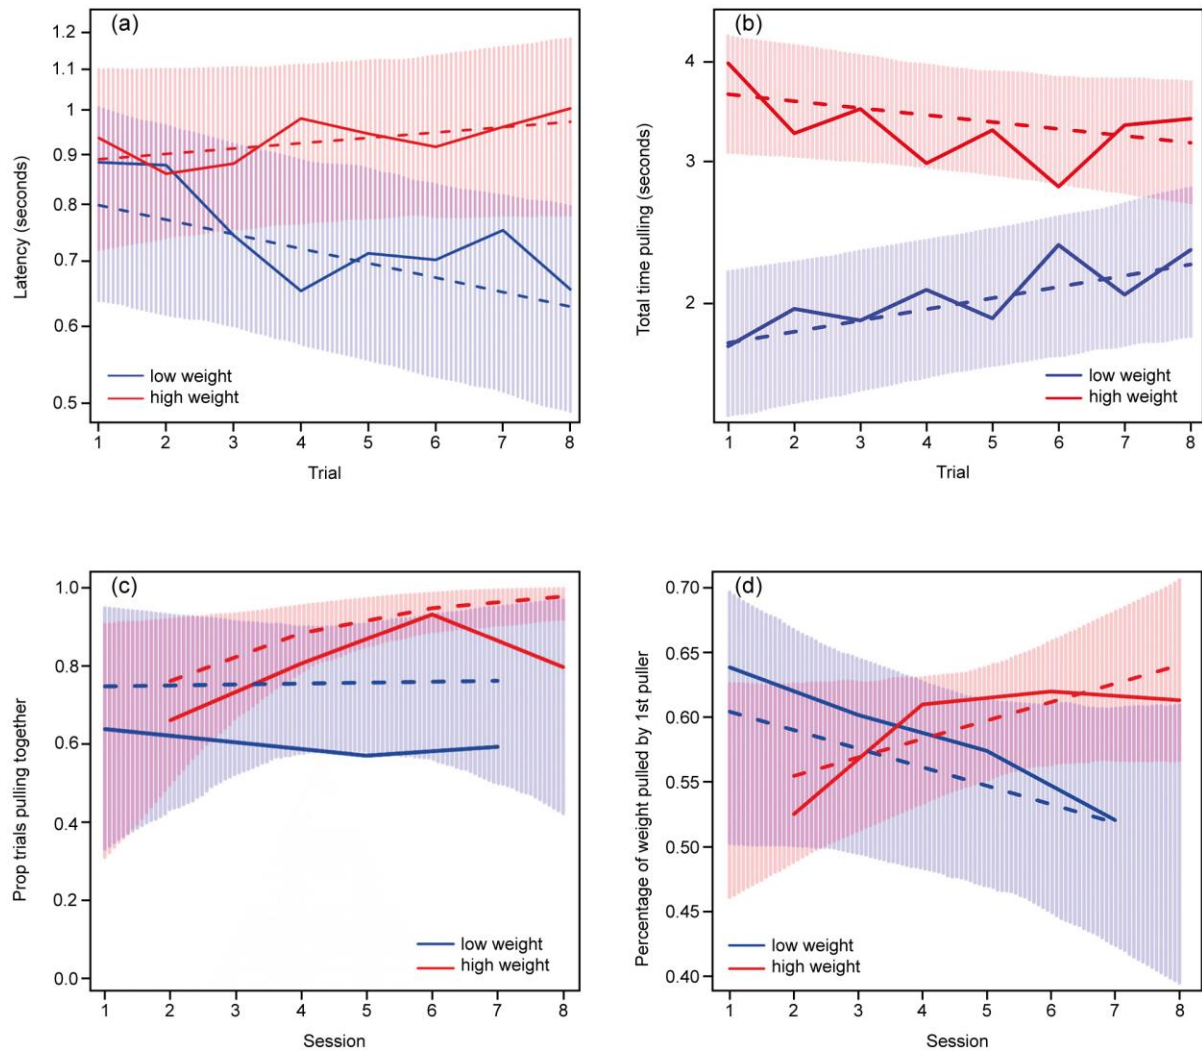 (a)
Latency (seconds)
1.2
1.1
1
0.9
0.8
0.7
0.6
0.5
low weight
high weight
1 2 3 4 5 6 7 8
Trial
(b)
Total time pulling (seconds)
4
3
2
low weight
high weight
1 2 3 4 5 6 7 8
Trial
(c)
Prop trials pulling together
1.0
0.8
0.6
0.4
0.2
0.0
low weight
high weight
1 2 3 4 5 6 7 8
Session
(d)
Percentage of weight pulled by 1st puller
0.70
0.65
0.60
0.55
0.50
0.45
0.40
low weight
high weight
1 2 3 4 5 6 7 8
Session